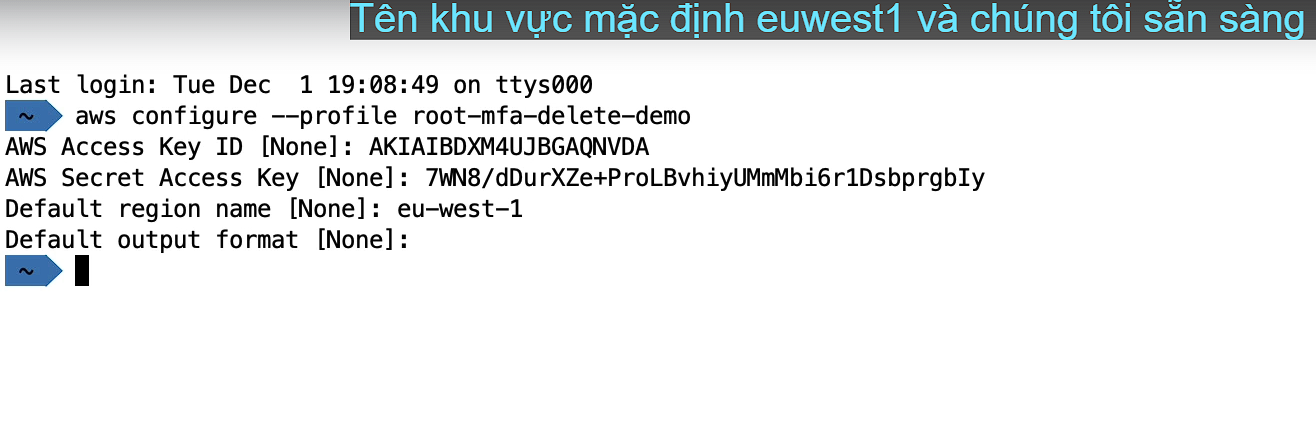 Tên khu vực mặc định euwest1 và chúng tôi sẵn sàng
Last login: Tue Dec  1 19:08:49 on ttys000
~ aws configure --profile root-mfa-delete-demo
AWS Access Key ID [None]: AKIAIBDXM4UJBGAQNVDA
AWS Secret Access Key [None]: 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
Default region name [None]: eu-west-1
Default output format [None]:
~